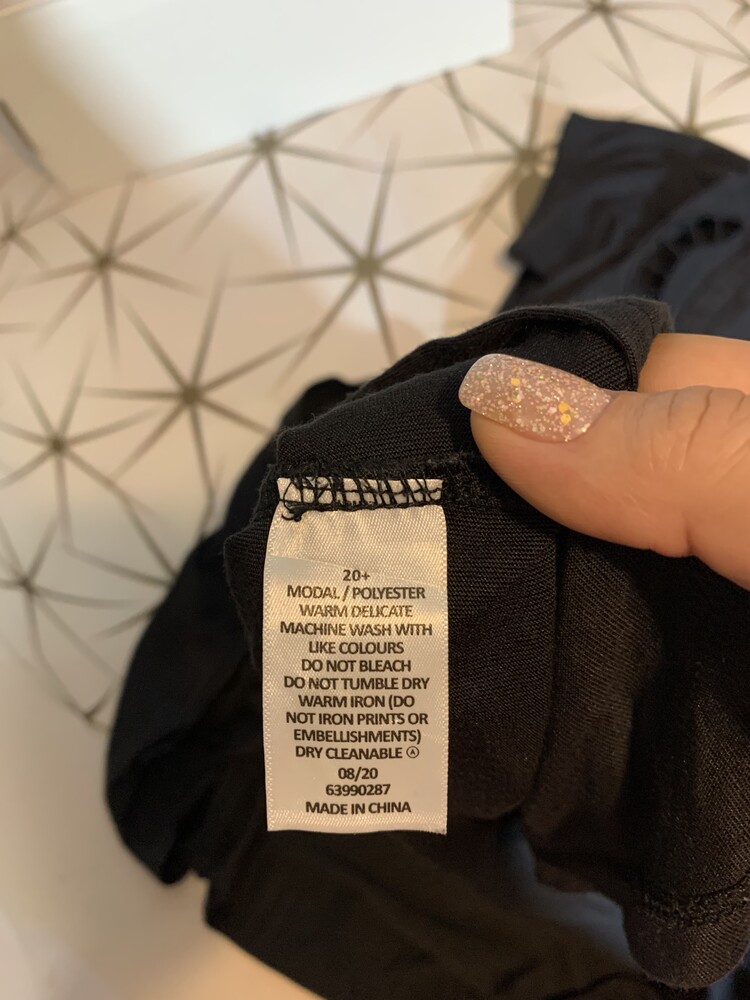 20+
MODAL / POLYESTER
WARM DELICATE
MACHINE WASH WITH
LIKE COLOURS
DO NOT BLEACH
DO NOT TUMBLE DRY
WARM IRON (DO
NOT IRON PRINTS OR
EMBELLISHMENTS)
DRY CLEANABLE Ⓐ
08/20
63990287
MADE IN CHINA